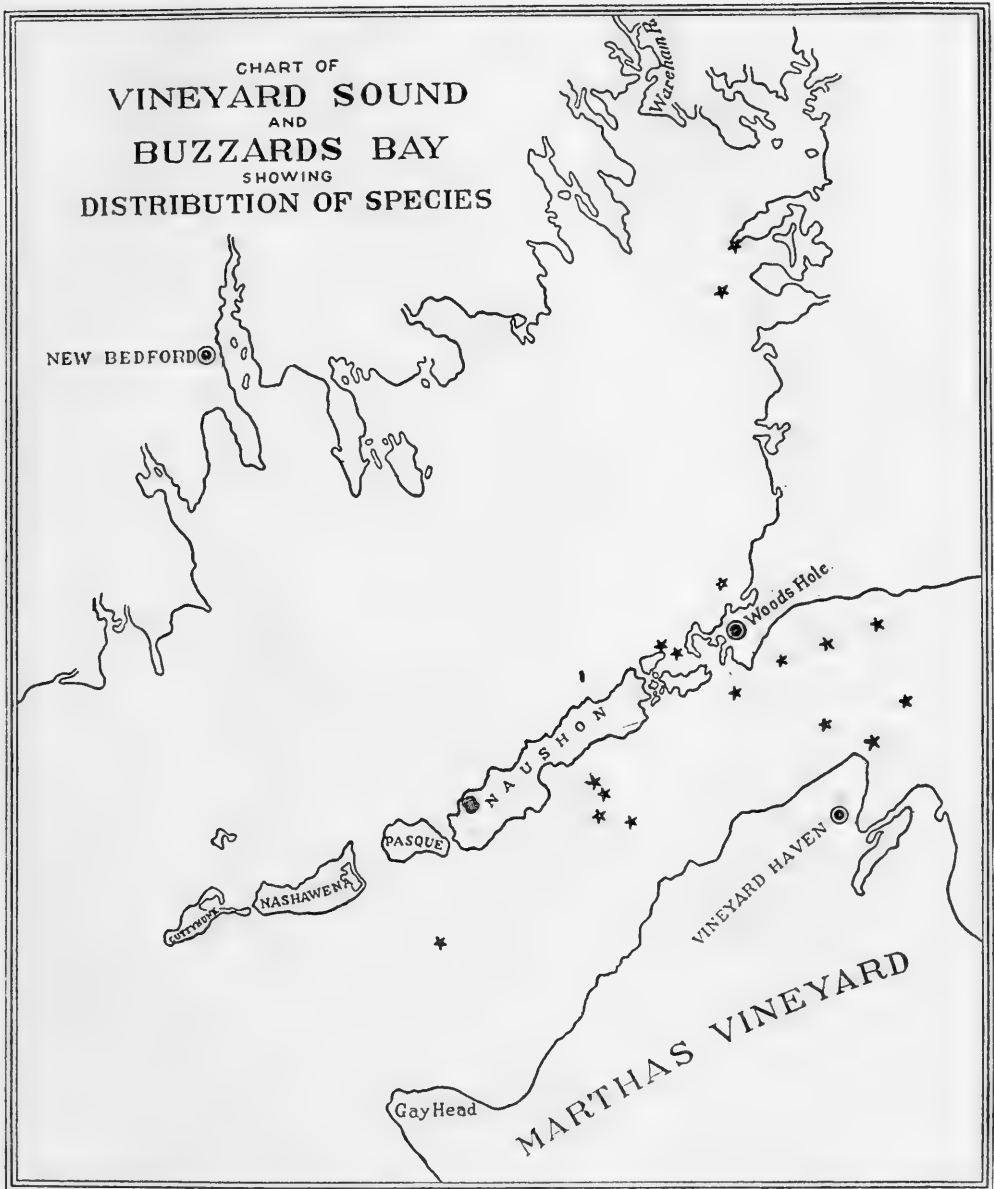 CHART OF
VINEYARD SOUND
AND
BUZZARDS BAY
SHOWING
DISTRIBUTION OF SPECIES
Wareham R.
NEW BEDFORD
Woods Hole.
NAUSHON
PASQUE
NASHAWENA
CUTTYHUNK
VINEYARD HAVEN
MARTHAS VINEYARD
Gay Head